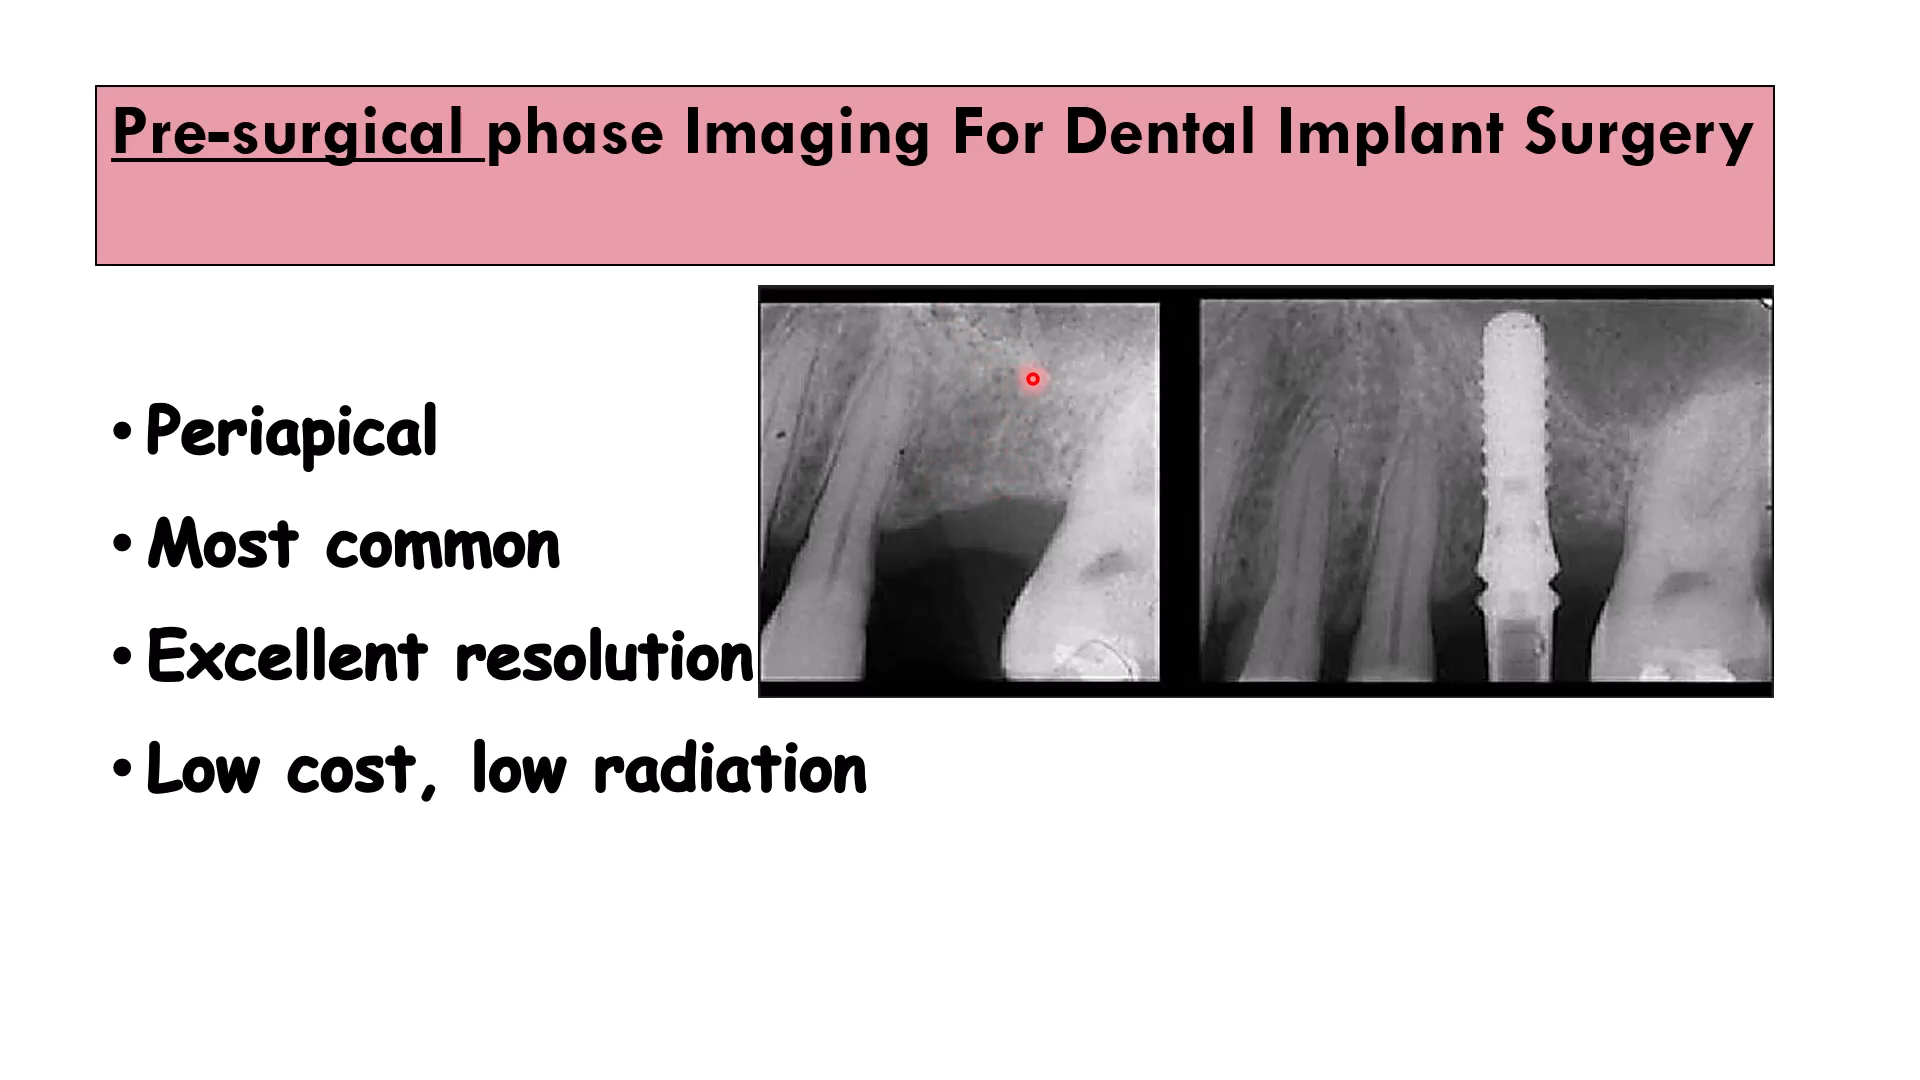 Pre-surgical phase Imaging For Dental Implant Surgery
• Periapical
• Most common
• Excellent resolution
• Low cost, low radiation